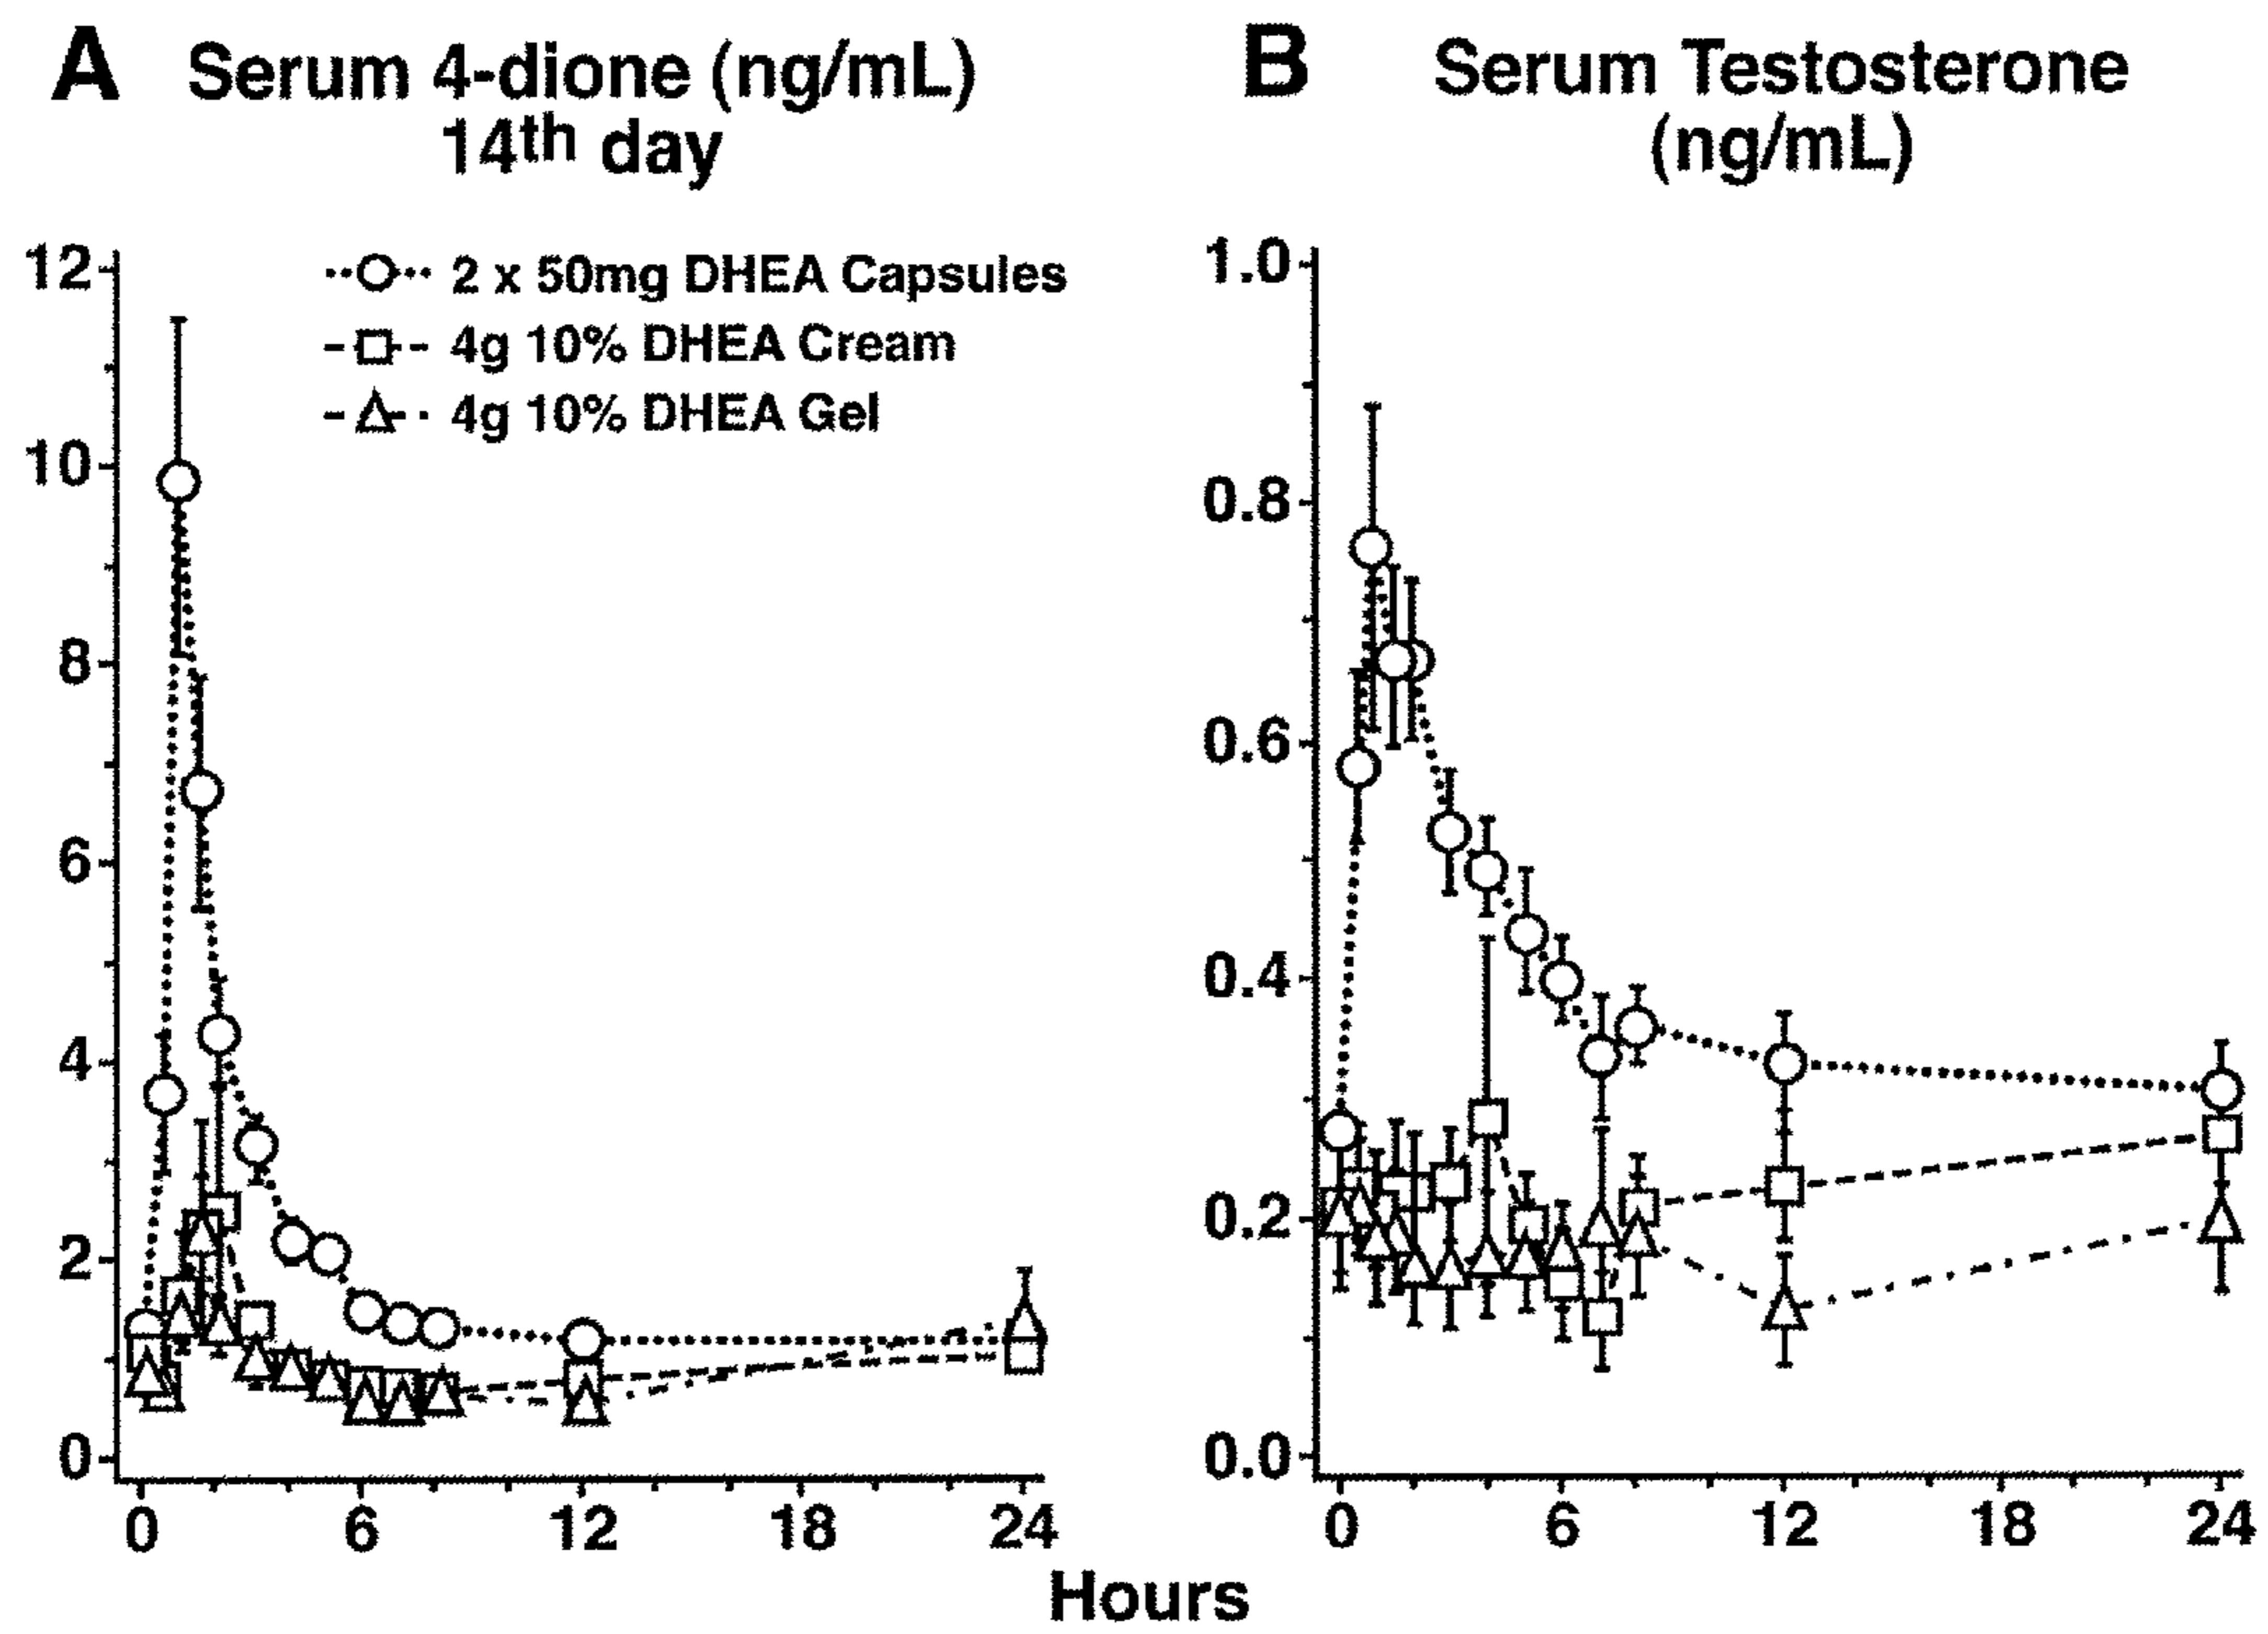 A Serum 4-dione (ng/mL)
14th day
12
10
8
6
4
2
0
2 x 50mg DHEA Capsules
4g 10% DHEA Cream
4g 10% DHEA Gel
0 6 12 18 24
B Serum Testosterone
(ng/mL)
1.0
0.8
0.6
0.4
0.2
0.0
0 6 12 18 24
Hours